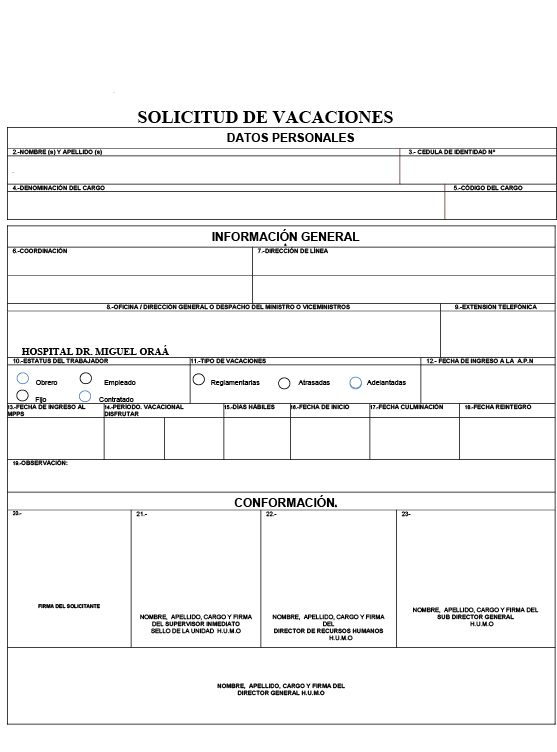 SOLICITUD DE VACACIONES
DATOS PERSONALES
2.-NOMBRE (s) Y APELLIDO (s) 3.- CEDULA DE IDENTIDAD Nº
4.-DENOMINACIÓN DEL CARGO 5.-CÓDIGO DEL CARGO
INFORMACIÓN GENERAL
6.-COORDINACIÓN 7.-DIRECCIÓN DE LÍNEA
8.-OFICINA / DIRECCION GENERAL O DESPACHO DEL MINISTRO O VICEMINISTROS 9.-EXTENSION TELEFONICA
HOSPITAL DR. MIGUEL ORAÁ
10.-ESTATUS DEL TRABAJADOR 11.-TIPO DE VACACIONES 12.- FECHA DE INGRESO A LA A.P.N
Obrero Empleado Reglamentarias Atrasadas Adelantadas
Fijo Contratado
13.-FECHA DE INGRESO AL MPPS 14.-PERIODO. VACACIONAL DISFRUTAR 15.-DÍAS HÁBILES 16.-FECHA DE INICIO 17.-FECHA CULMINACIÓN 18.-FECHA REINTEGRO
19.-OBSERVACIÓN:
CONFORMACIÓN.
20.- 21.- 22.- 23-
FIRMA DEL SOLICITANTE
NOMBRE, APELLIDO, CARGO Y FIRMA
DEL SUPERVISOR INMEDIATO
SELLO DE LA UNIDAD H.U.M.O
NOMBRE, APELLIDO, CARGO Y FIRMA
DEL
DIRECTOR DE RECURSOS HUMANOS
H.U.M.O
NOMBRE, APELLIDO, CARGO Y FIRMA DEL
SUB DIRECTOR GENERAL
H.U.M.O
NOMBRE, APELLIDO, CARGO Y FIRMA DEL
DIRECTOR GENERAL H.U.M.O